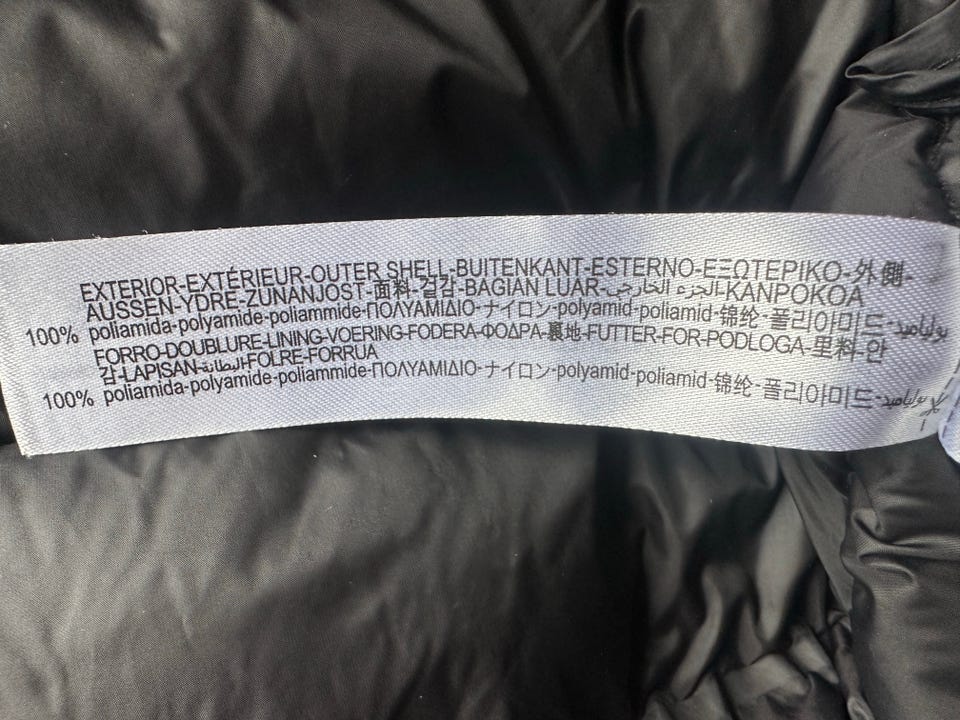 EXTERIOR-EXTÉRIEUR-OUTER SHELL-BUITENKANT-ESTERNO-ΕΞΩΤΕΡΙΚΟ-外側-
AUSSEN-YDRE-ZUNANJOST-面料-겉감-BAGIAN LUAR-الجزء الخارجي-KANPOKOA
100% poliamida-polyamide-poliammide-ΠΟΛΥΑΜΙΔΙΟ-ナイロン-polyamid-poliamid-锦纶-폴리아미드-بولياميد
FORRO-DOUBLURE-LINING-VOERING-FODERA-ΦΟΔΡΑ-裏地-FUTTER-FOR-PODLOGA-里料-안
감-LAPISAN-البطانة-FOLRE-FORRUA
100% poliamida-polyamide-poliammide-ΠΟΛΥΑΜΙΔΙΟ-ナイロン-polyamid-poliamid-锦纶-폴리아미드-بولياميد